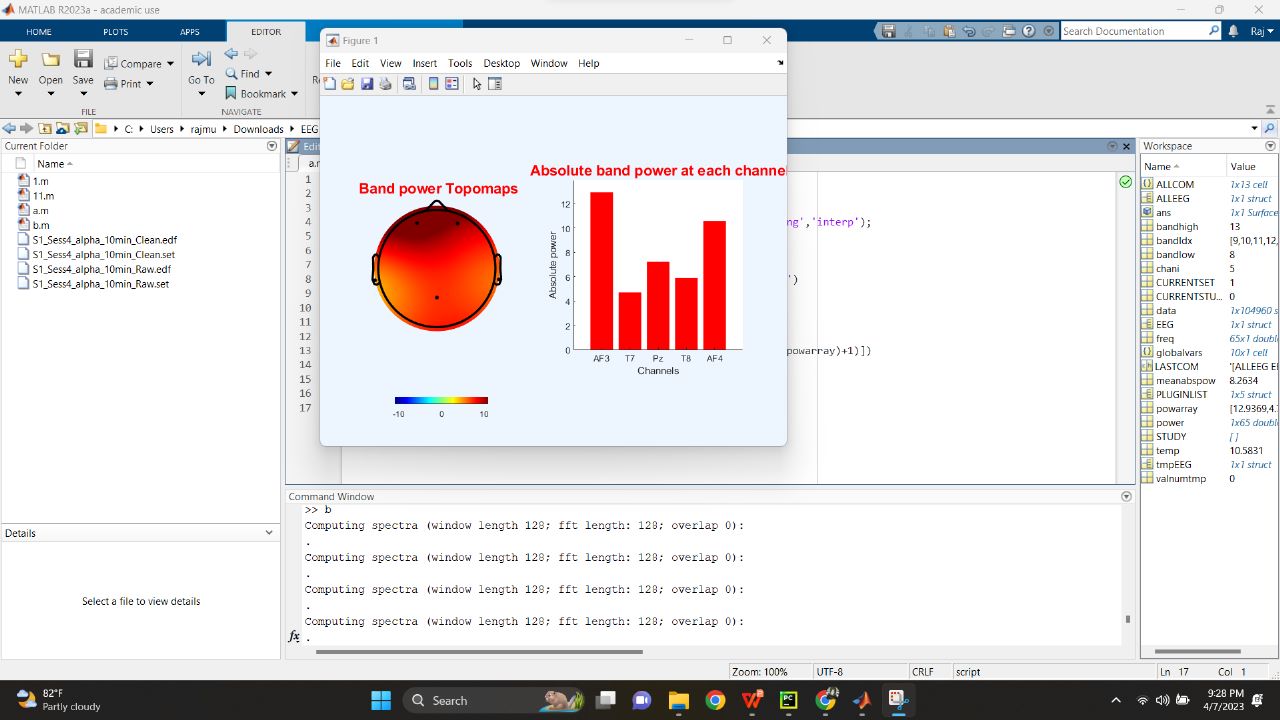 MATLAB R2023a - academic use
HOME PLOTS APPS EDITOR
Search Documentation
Raj
New
Open
Save
Compare
Print
Go To
Find
Bookmark
FILE
NAVIGATE
C: Users rajmu Downloads EEG
Current Folder
Name
1.m
11.m
a.m
b.m
S1_Sess4_alpha_10min_Clean.edf
S1_Sess4_alpha_10min_Clean.set
S1_Sess4_alpha_10min_Raw.edf
S1_Sess4_alpha_10min_Raw.set
Details
Select a file to view details
1
2
3
4
5
6
7
8
9
10
11
12
13
14
15
16
17
ng','interp');
')
powarray)+1)])
Figure 1
File Edit View Insert Tools Desktop Window Help
Band power Topomaps
-10 0 10
Absolute band power at each channel
Absolute power
12
10
8
6
4
2
0
AF3 T7 Pz T8 AF4
Channels
Command Window
>> b
Computing spectra (window length 128; fft length: 128; overlap 0):
.
Computing spectra (window length 128; fft length: 128; overlap 0):
.
Computing spectra (window length 128; fft length: 128; overlap 0):
.
Computing spectra (window length 128; fft length: 128; overlap 0):
fx .
Workspace
Name Value
ALLCOM 1x13 cell
ALLEEG 1x1 struct
ans 1x1 Surface
bandhigh 13
bandIdx [9,10,11,12,
bandlow 8
chani 5
CURRENTSET 1
CURRENTSTU... 0
data 1x104960 s
EEG 1x1 struct
freq 65x1 doubl
globalvars 10x1 cell
LASTCOM '[ALLEEG E
meanabspow 8.2634
PLUGINLIST 1x5 struct
powarray [12.9369,4.
power 1x65 doubl
STUDY [ ]
temp 10.5831
tmpEEG 1x1 struct
valnumtmp 0
Zoom: 100% UTF-8 CRLF script Ln 17 Col 1
82°F
Partly cloudy
Search
9:28 PM
4/7/2023